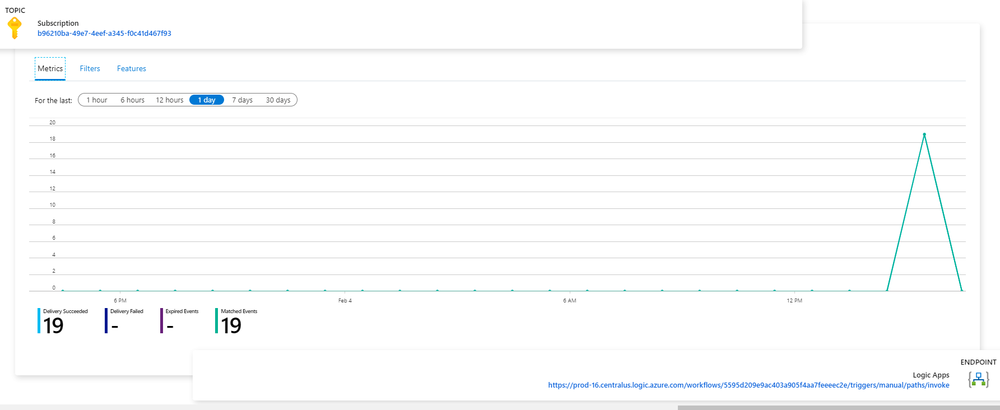 TOPIC
Subscription
b96210ba-49e7-4eef-a345-f0c41d467f93
Metrics Filters Features
For the last: 1 hour 6 hours 12 hours 1 day 7 days 30 days
20
18
16
14
12
10
8
6
4
2
0
6 PM Feb 4 6 AM 12 PM
Delivery Succeeded Delivery Failed Expired Events Matched Events
19 - - 19
ENDPOINT
Logic Apps
https://prod-16.centralus.logic.azure.com/workflows/5595d209e9ac403a905f4aa7feeeec2e/triggers/manual/paths/invoke